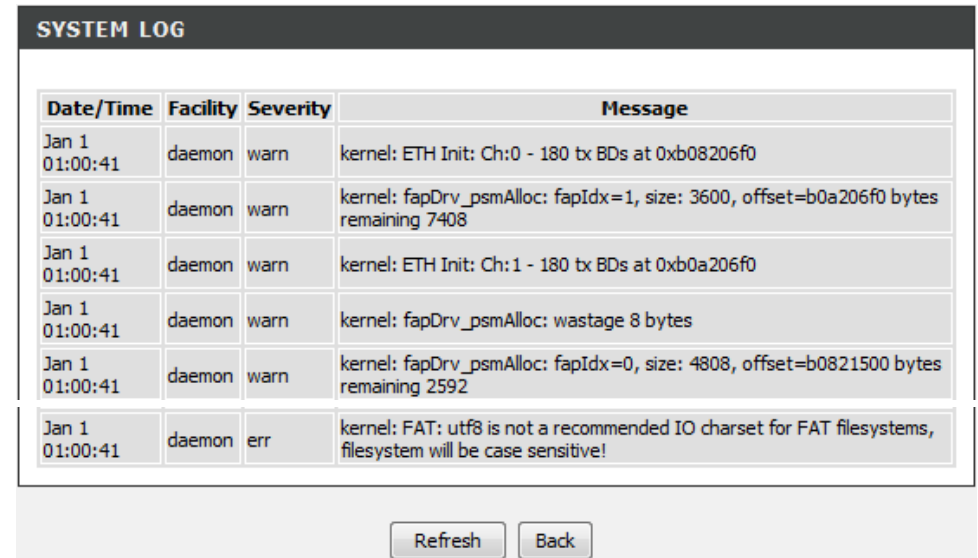 SYSTEM LOG
Date/Time Facility Severity Message
Jan 1
01:00:41 daemon warn kernel: ETH Init: Ch:0 - 180 tx BDs at 0xb08206f0
Jan 1
01:00:41 daemon warn kernel: fapDrv_psmAlloc: fapIdx=1, size: 3600, offset=b0a206f0 bytes
remaining 7408
Jan 1
01:00:41 daemon warn kernel: ETH Init: Ch:1 - 180 tx BDs at 0xb0a206f0
Jan 1
01:00:41 daemon warn kernel: fapDrv_psmAlloc: wastage 8 bytes
Jan 1
01:00:41 daemon warn kernel: fapDrv_psmAlloc: fapIdx=0, size: 4808, offset=b0821500 bytes
remaining 2592
Jan 1
01:00:41 daemon err kernel: FAT: utf8 is not a recommended IO charset for FAT filesystems,
filesystem will be case sensitive!
Refresh Back